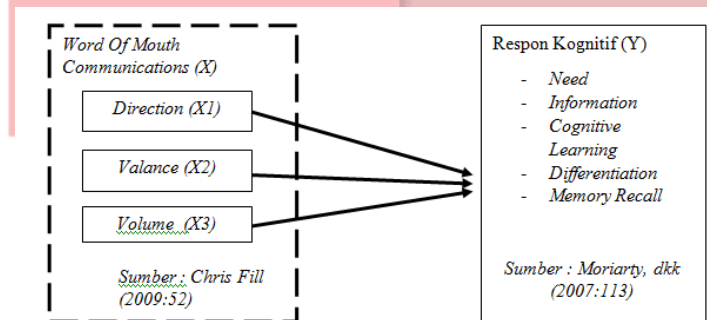 Word Of Mouth
Communications (X)
Direction (X1)
Valance (X2)
Volume (X3)
Sumber : Chris Fill
(2009:52)
Respon Kognitif (Y)
- Need
- Information
- Cognitive
Learning
- Differentiation
- Memory Recall
Sumber : Moriarty, dkk
(2007:113)